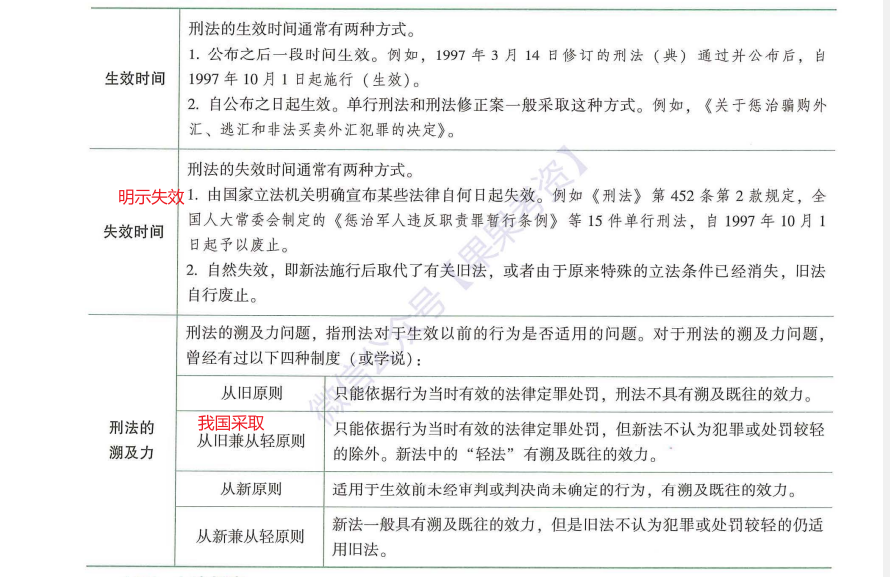 刑法的生效时间通常有两种方式。
1. 公布之后一段时间生效。例如，1997 年 3 月 14 日修订的刑法（典）通过并公布后，自
生效时间
1997 年 10 月 1 日起施行（生效）。
2. 自公布之日起生效。单行刑法和刑法修正案一般采取这种方式。例如，《关于惩治骗购外
汇、逃汇和非法买卖外汇犯罪的决定》。
刑法的失效时间通常有两种方式。
明示失效
1. 由国家立法机关明确宣布某些法律自何日起失效。例如《刑法》第 452 条第 2 款规定，全
国人大常委会制定的《惩治军人违反职责罪暂行条例》等 15 件单行刑法，自 1997 年 10 月 1
失效时间
日起予以废止。
2. 自然失效，即新法施行后取代了有关旧法，或者由于原来特殊的立法条件已经消失，旧法
自行废止。
刑法的溯及力问题，指刑法对于生效以前的行为是否适用的问题。对于刑法的溯及力问题，
曾经有过以下四种制度（或学说）：
刑法的
溯及力
从旧原则
只能依据行为当时有效的法律定罪处罚，刑法不具有溯及既往的效力。
我国采取
从旧兼从轻原则
只能依据行为当时有效的法律定罪处罚，但新法不认为犯罪或处罚较轻
的除外。新法中的“轻法”有溯及既往的效力。
从新原则
适用于生效前未经审判或判决尚未确定的行为，有溯及既往的效力。
从新兼从轻原则
新法一般具有溯及既往的效力，但是旧法不认为犯罪或处罚较轻的仍适
用旧法。
微信公众号【果果考资】